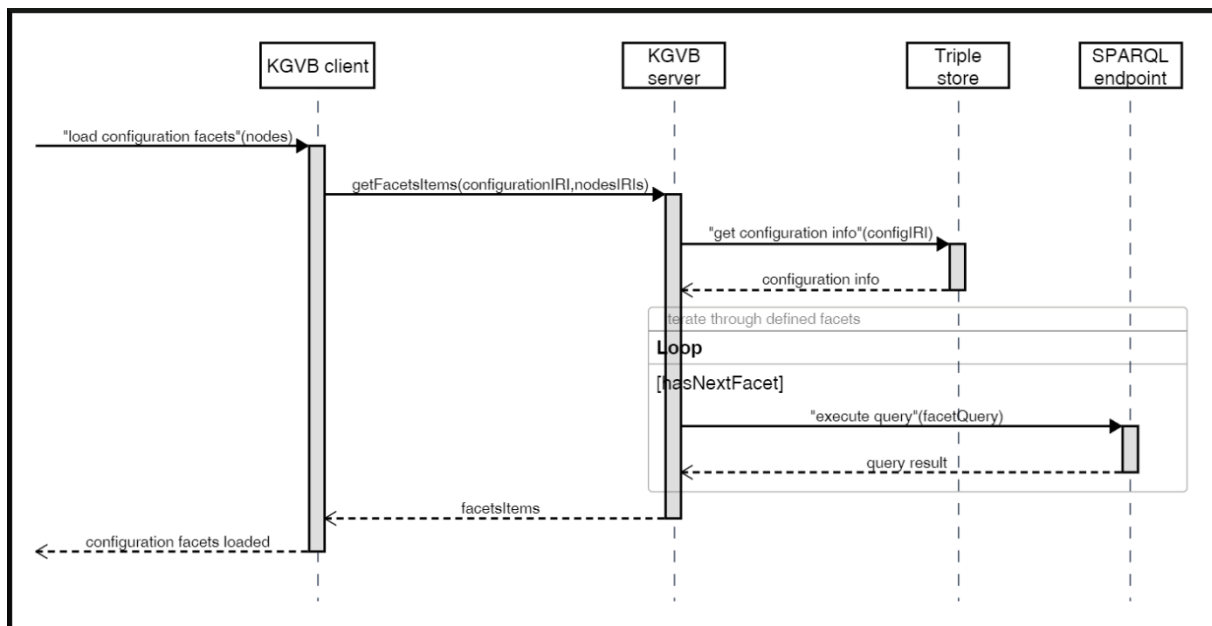 KGVB client
KGVB
server
Triple
store
SPARQL
endpoint
"load configuration facets"(nodes)
getFacetsItems(configurationIRI,nodesIRIs)
"get configuration info"(configIRI)
configuration info
terate through defined facets
Loop
[hasNextFacet]
"execute query"(facetQuery)
query result
facetsItems
configuration facets loaded